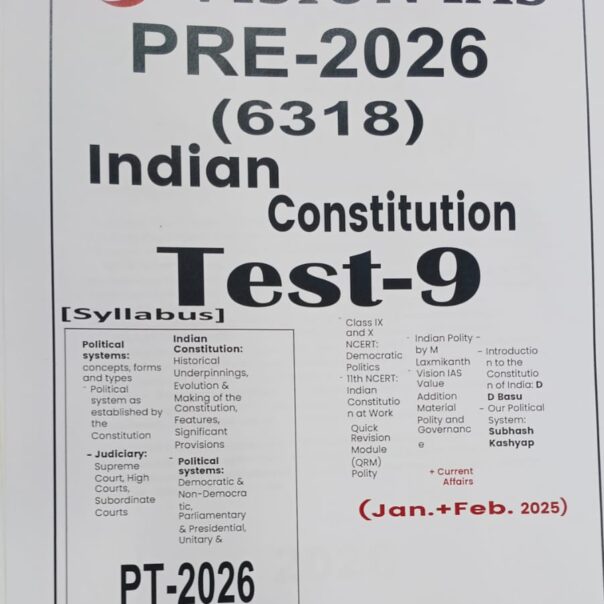 VISION IAS
PRE-2026
(6318)
Indian
Constitution
Test-9
[Syllabus]
Political
systems:
concepts, forms
and types
- Political
system as
established by
the
Constitution
- Judiciary:
Supreme
Court, High
Courts,
Subordinate
Courts
Indian
Constitution:
Historical
Underpinnings,
Evolution &
Making of the
Constitution,
Features,
Significant
Provisions
- Political
systems:
Democratic &
Non-Democra
tic,
Parliamentary
& Presidential,
Unitary &
- Class IX
and X
NCERT:
Democratic
Politics
- 11th NCERT:
Indian
Constitutio
n at Work
Quick
Revision
Module
(QRM)
Polity
- Indian Polity -
by M
Laxmikanth
- Vision IAS
Value
Addition
Material
Polity and
Governanc
e
+ Current
Affairs
- Introductio
n to the
Constitutio
n of India: D
D Basu
- Our Political
System:
Subhash
Kashyap
(Jan.+Feb. 2025)
PT-2026